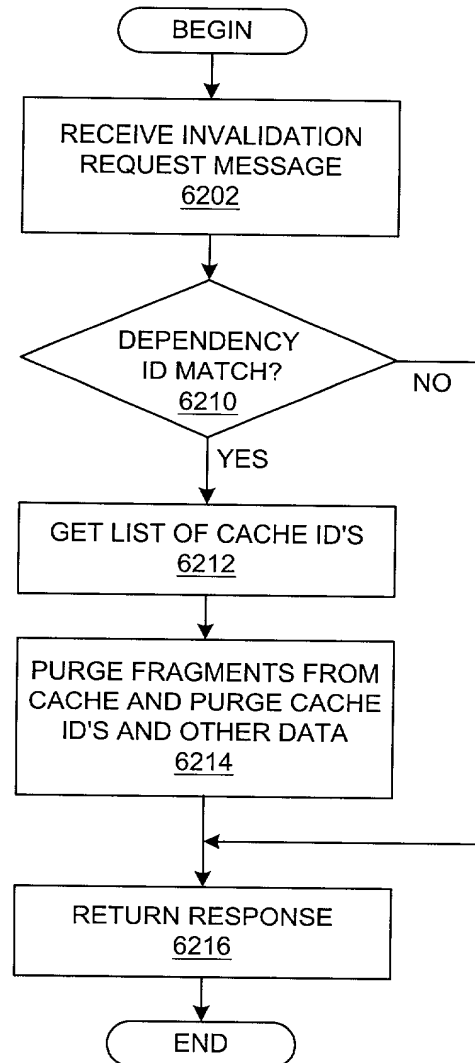 BEGIN
RECEIVE INVALIDATION
REQUEST MESSAGE
6202
DEPENDENCY
ID MATCH?
6210
NO
YES
GET LIST OF CACHE ID'S
6212
PURGE FRAGMENTS FROM
CACHE AND PURGE CACHE
ID'S AND OTHER DATA
6214
RETURN RESPONSE
6216
END